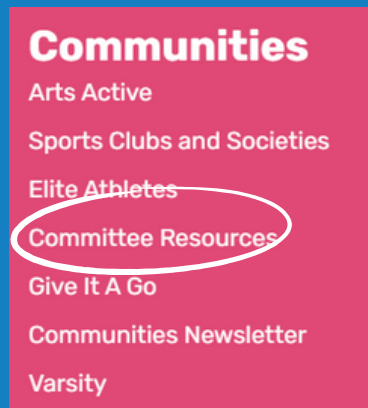 Communities
Arts Active
Sports Clubs and Societies
Elite Athletes
Committee Resources
Give It A Go
Communities Newsletter
Varsity